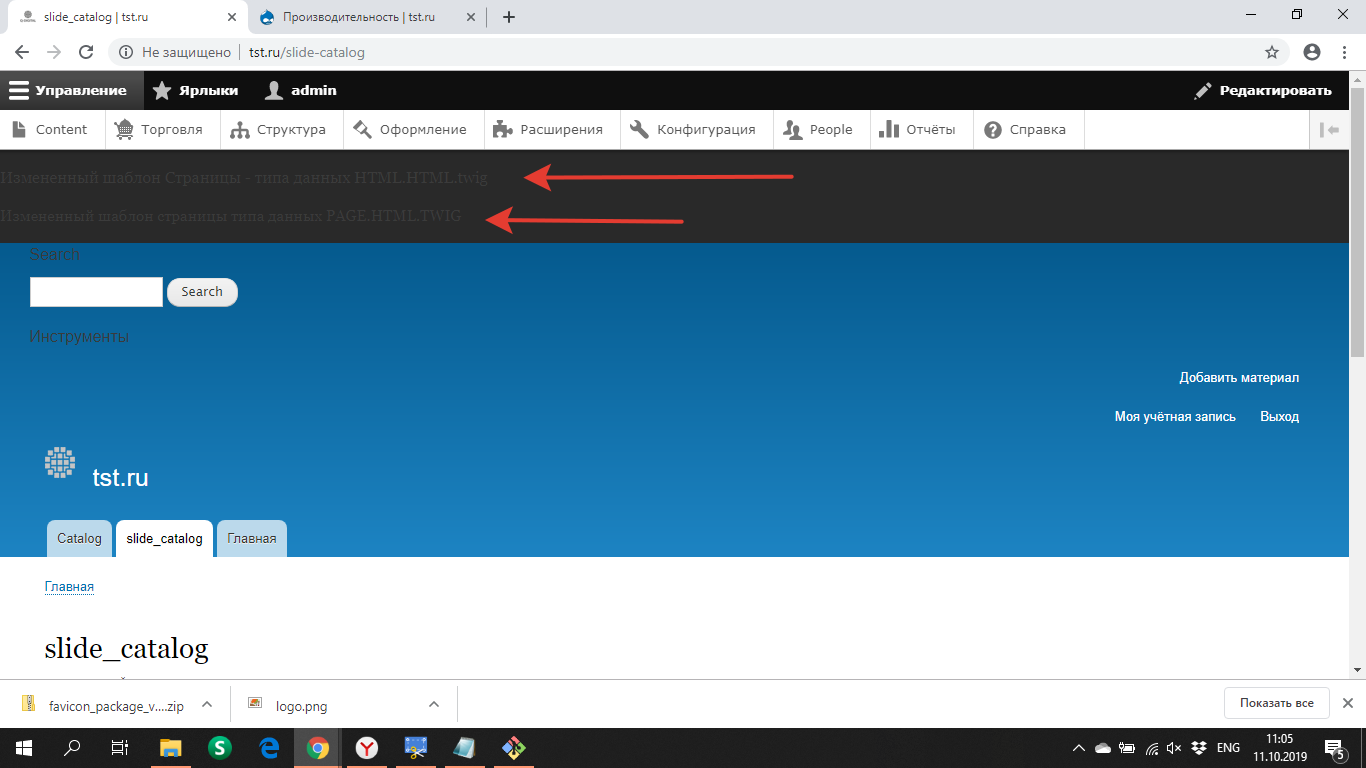 slide_catalog | tst.ru
Производительность | tst.ru
Не защищено
tst.ru/slide-catalog
Управление
Ярлыки
admin
Редактировать
Content
Торговля
Структура
Оформление
Расширения
Конфигурация
People
Отчёты
Справка
Измененный шаблон Страницы - типа данных HTML.HTML.twig
Измененный шаблон страницы типа данных PAGE.HTML.TWIG
Search
Search
Инструменты
Добавить материал
Моя учётная запись
Выход
tst.ru
Catalog
slide_catalog
Главная
Главная
slide_catalog
favicon_package_v....zip
logo.png
Показать все
ENG
11:05
11.10.2019
5